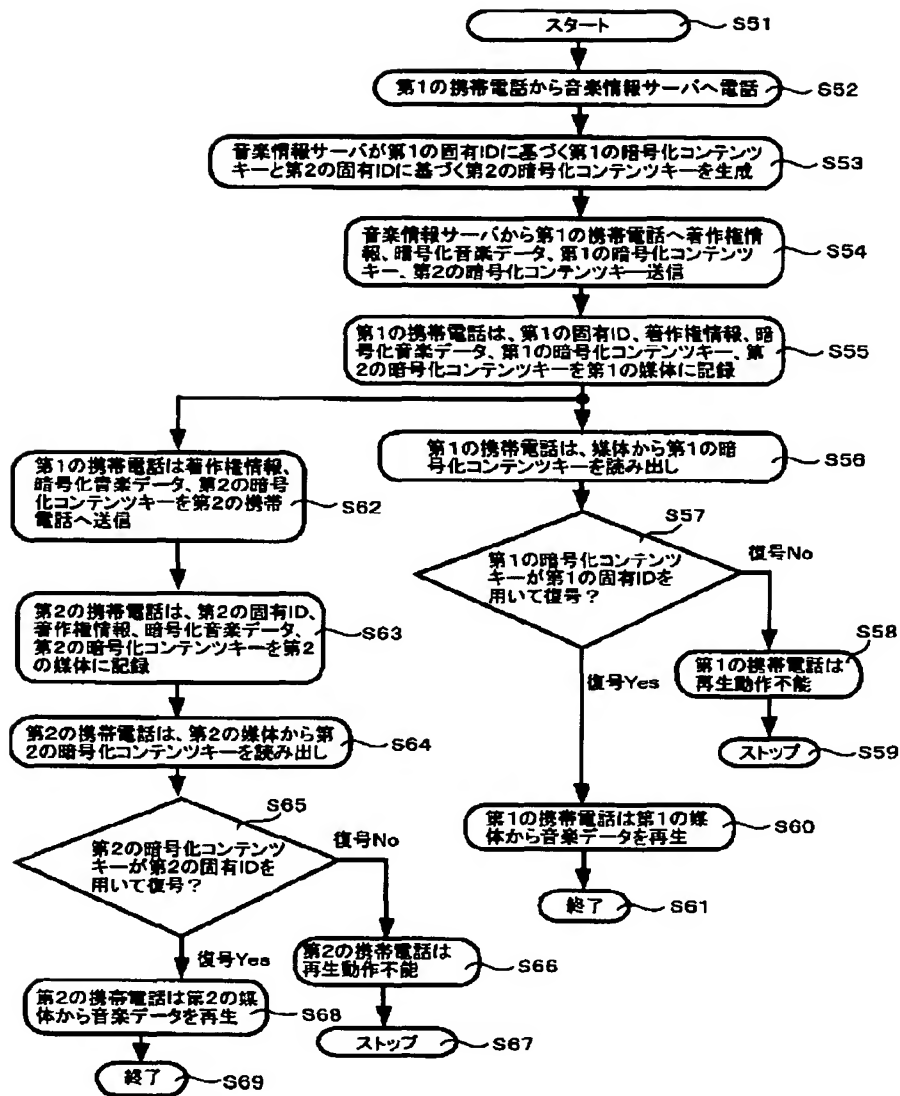 スタート
S51
第1の携帯電話から音楽情報サーバへ電話
S52
音楽情報サーバが第1の固有IDに基づく第1の暗号化コンテンツ
キーと第2の固有IDに基づく第2の暗号化コンテンツキーを生成
S53
音楽情報サーバから第1の携帯電話へ著作権情
報、暗号化音楽データ、第1の暗号化コンテンツ
キー、第2の暗号化コンテンツキー送信
S54
第1の携帯電話は、第1の固有ID、著作権情報、暗
号化音楽データ、第1の暗号化コンテンツキー、第
2の暗号化コンテンツキーを第1の媒体に記録
S55
第1の携帯電話は、媒体から第1の暗
号化コンテンツキーを読み出し
S56
S57
第1の暗号化コンテンツ
キーが第1の固有IDを
用いて復号？
復号No
S58
第1の携帯電話は
再生動作不能
ストップ
S59
復号Yes
第1の携帯電話は第1の媒
体から音楽データを再生
S60
終了
S61
第1の携帯電話は著作権情報、
暗号化音楽データ、第2の暗号
化コンテンツキーを第2の携帯
電話へ送信
S62
第2の携帯電話は、第2の固有ID、
著作権情報、暗号化音楽データ、
第2の暗号化コンテンツキーを第2
の媒体に記録
S63
第2の携帯電話は、第2の媒体から第
2の暗号化コンテンツキーを読み出し
S64
S65
第2の暗号化コンテンツ
キーが第2の固有IDを
用いて復号？
復号No
第2の携帯電話は
再生動作不能
S66
ストップ
S67
復号Yes
第2の携帯電話は第2の媒
体から音楽データを再生
S68
終了
S69